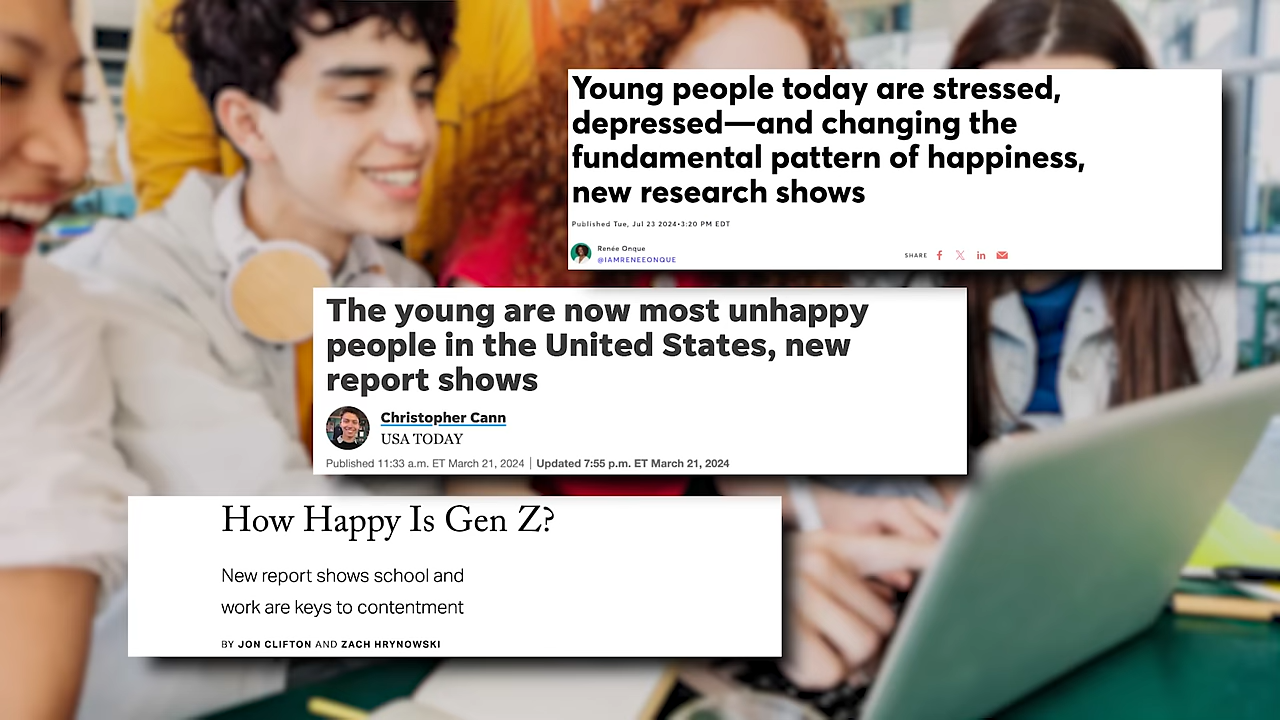 Young people today are stressed,
depressed—and changing the
fundamental pattern of happiness,
new research shows
Published Tue, Jul 23 2024•3:20 PM EDT
Renée Onque
@IAMRENEEONQUE
SHARE
The young are now most unhappy
people in the United States, new
report shows
Christopher Cann
USA TODAY
Published 11:33 a.m. ET March 21, 2024 | Updated 7:55 p.m. ET March 21, 2024
How Happy Is Gen Z?
New report shows school and
work are keys to contentment
BY JON CLIFTON AND ZACH HRYNOWSKI